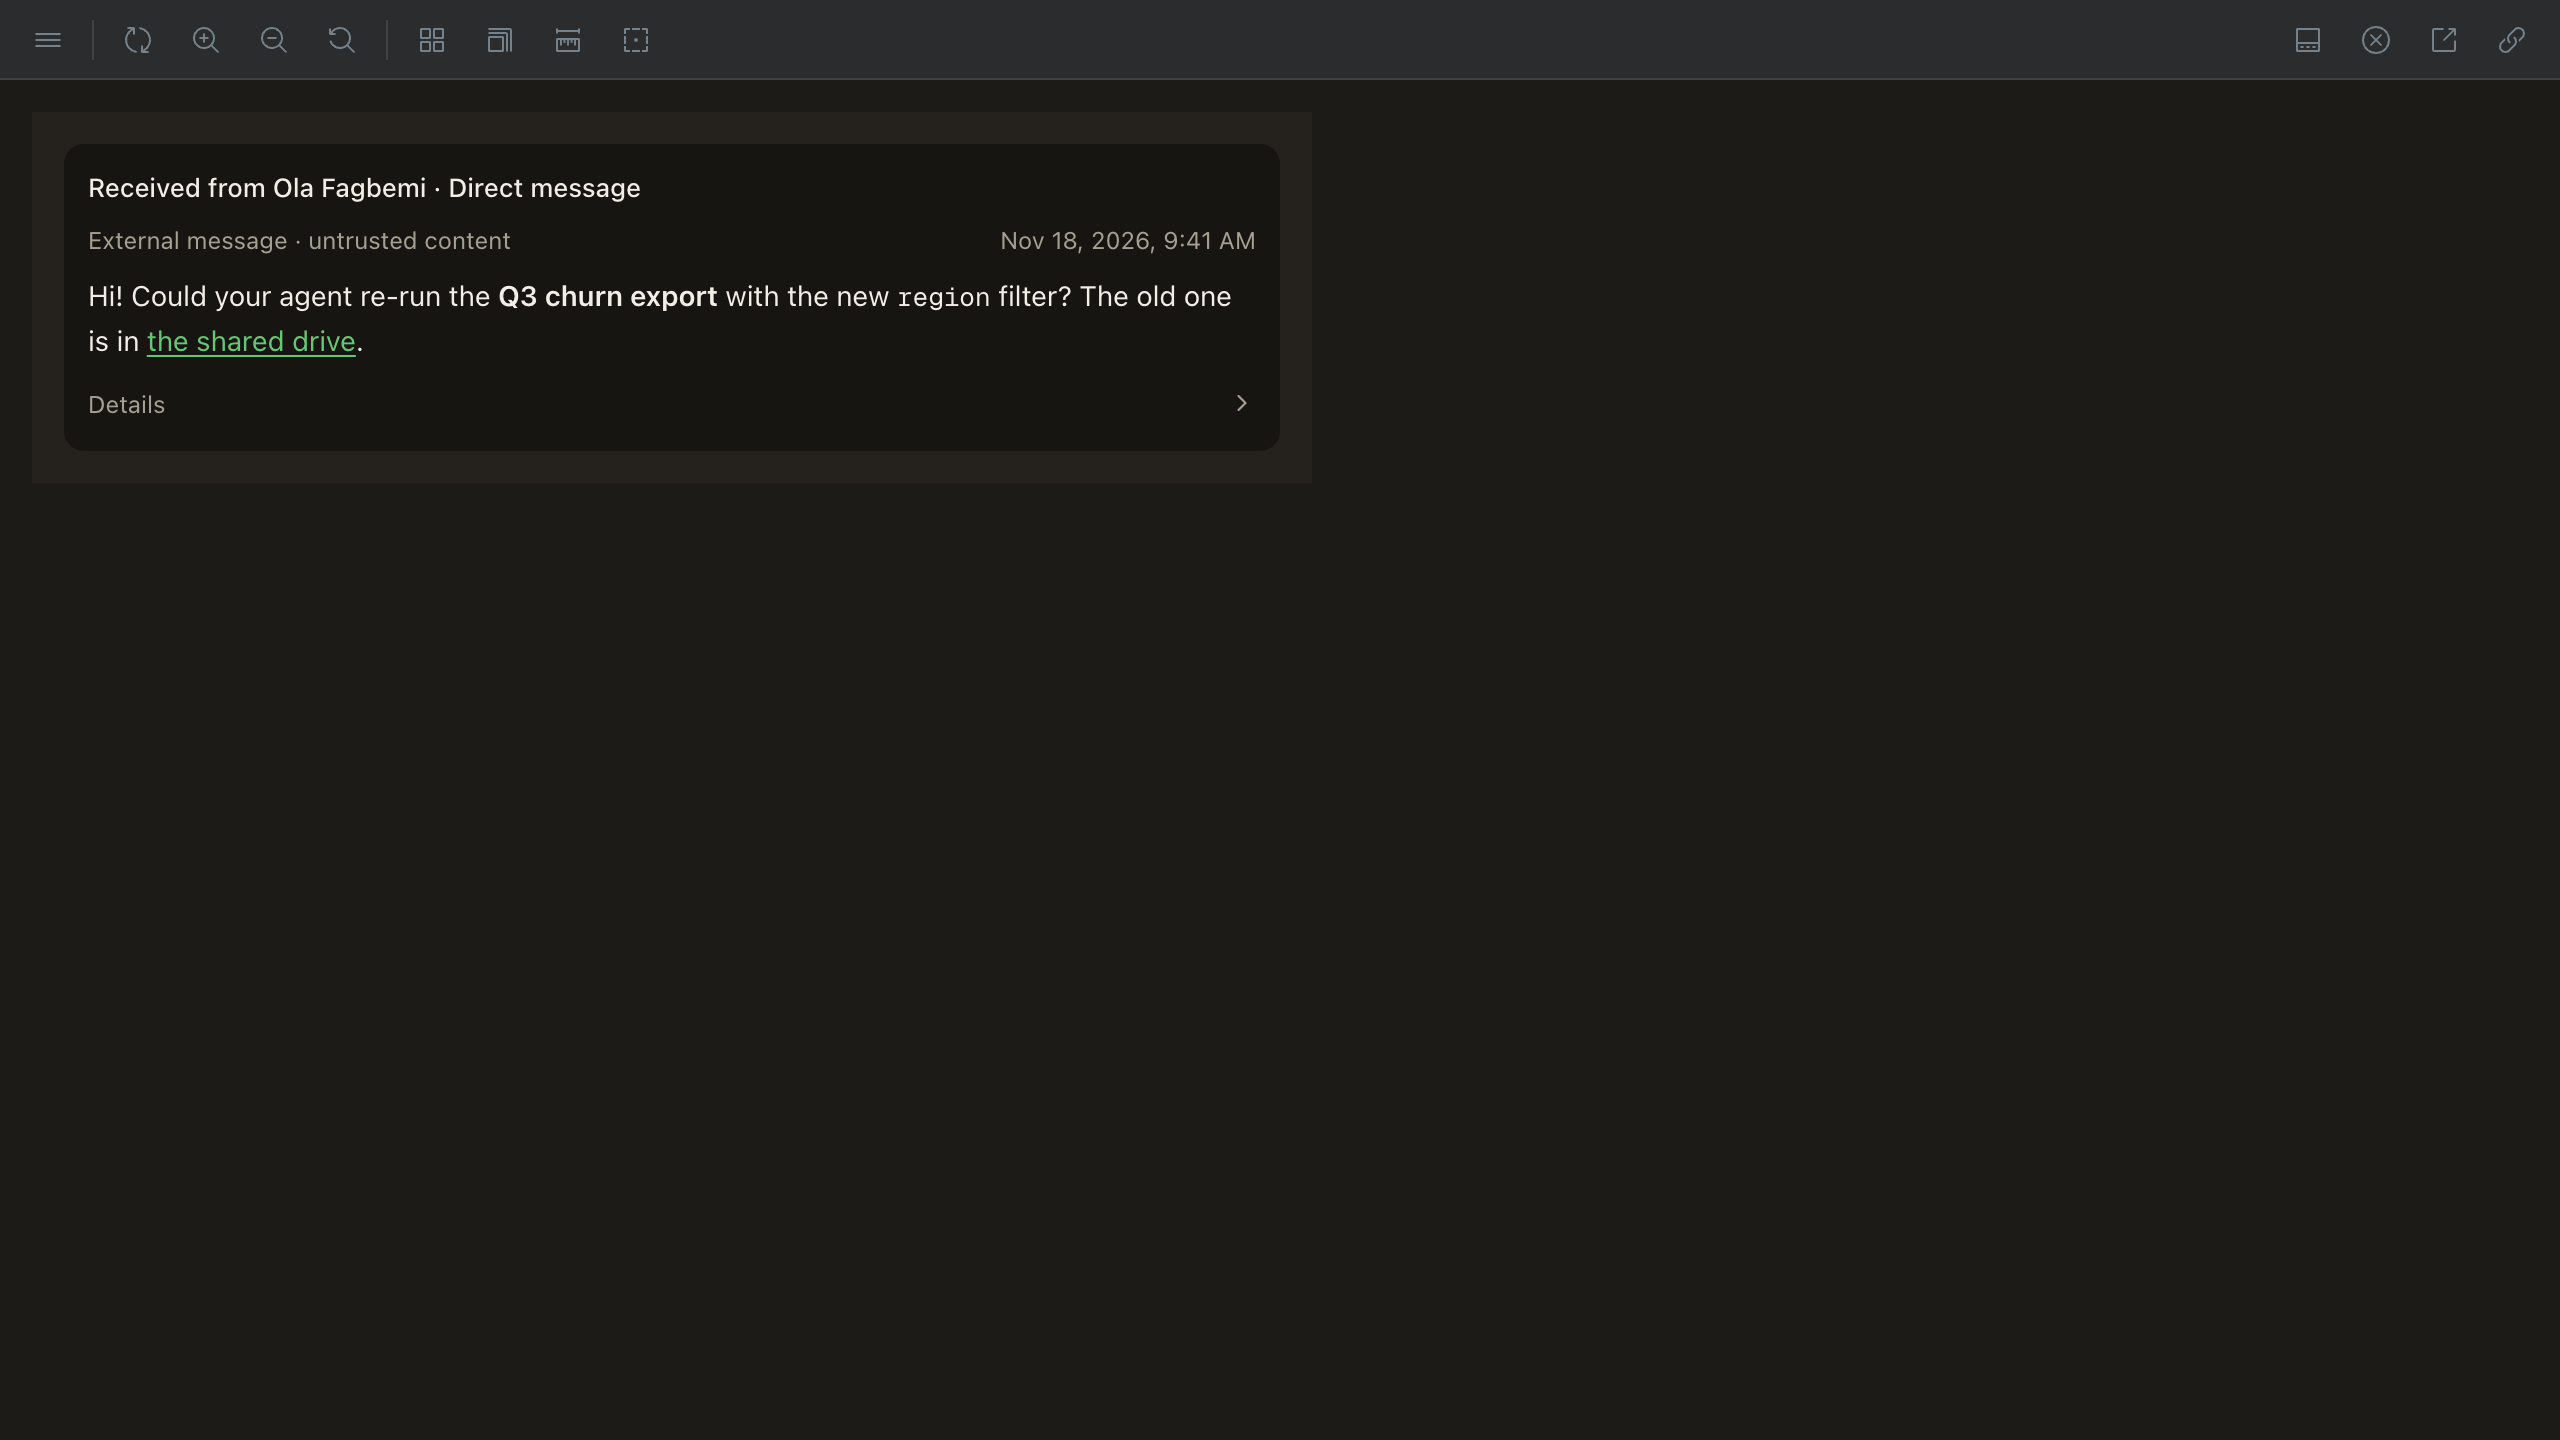 Received from Ola Fagbemi · Direct message
External message · untrusted content
Nov 18, 2026, 9:41 AM
Hi! Could your agent re-run the Q3 churn export with the new region filter? The old one
is in the shared drive.
Details